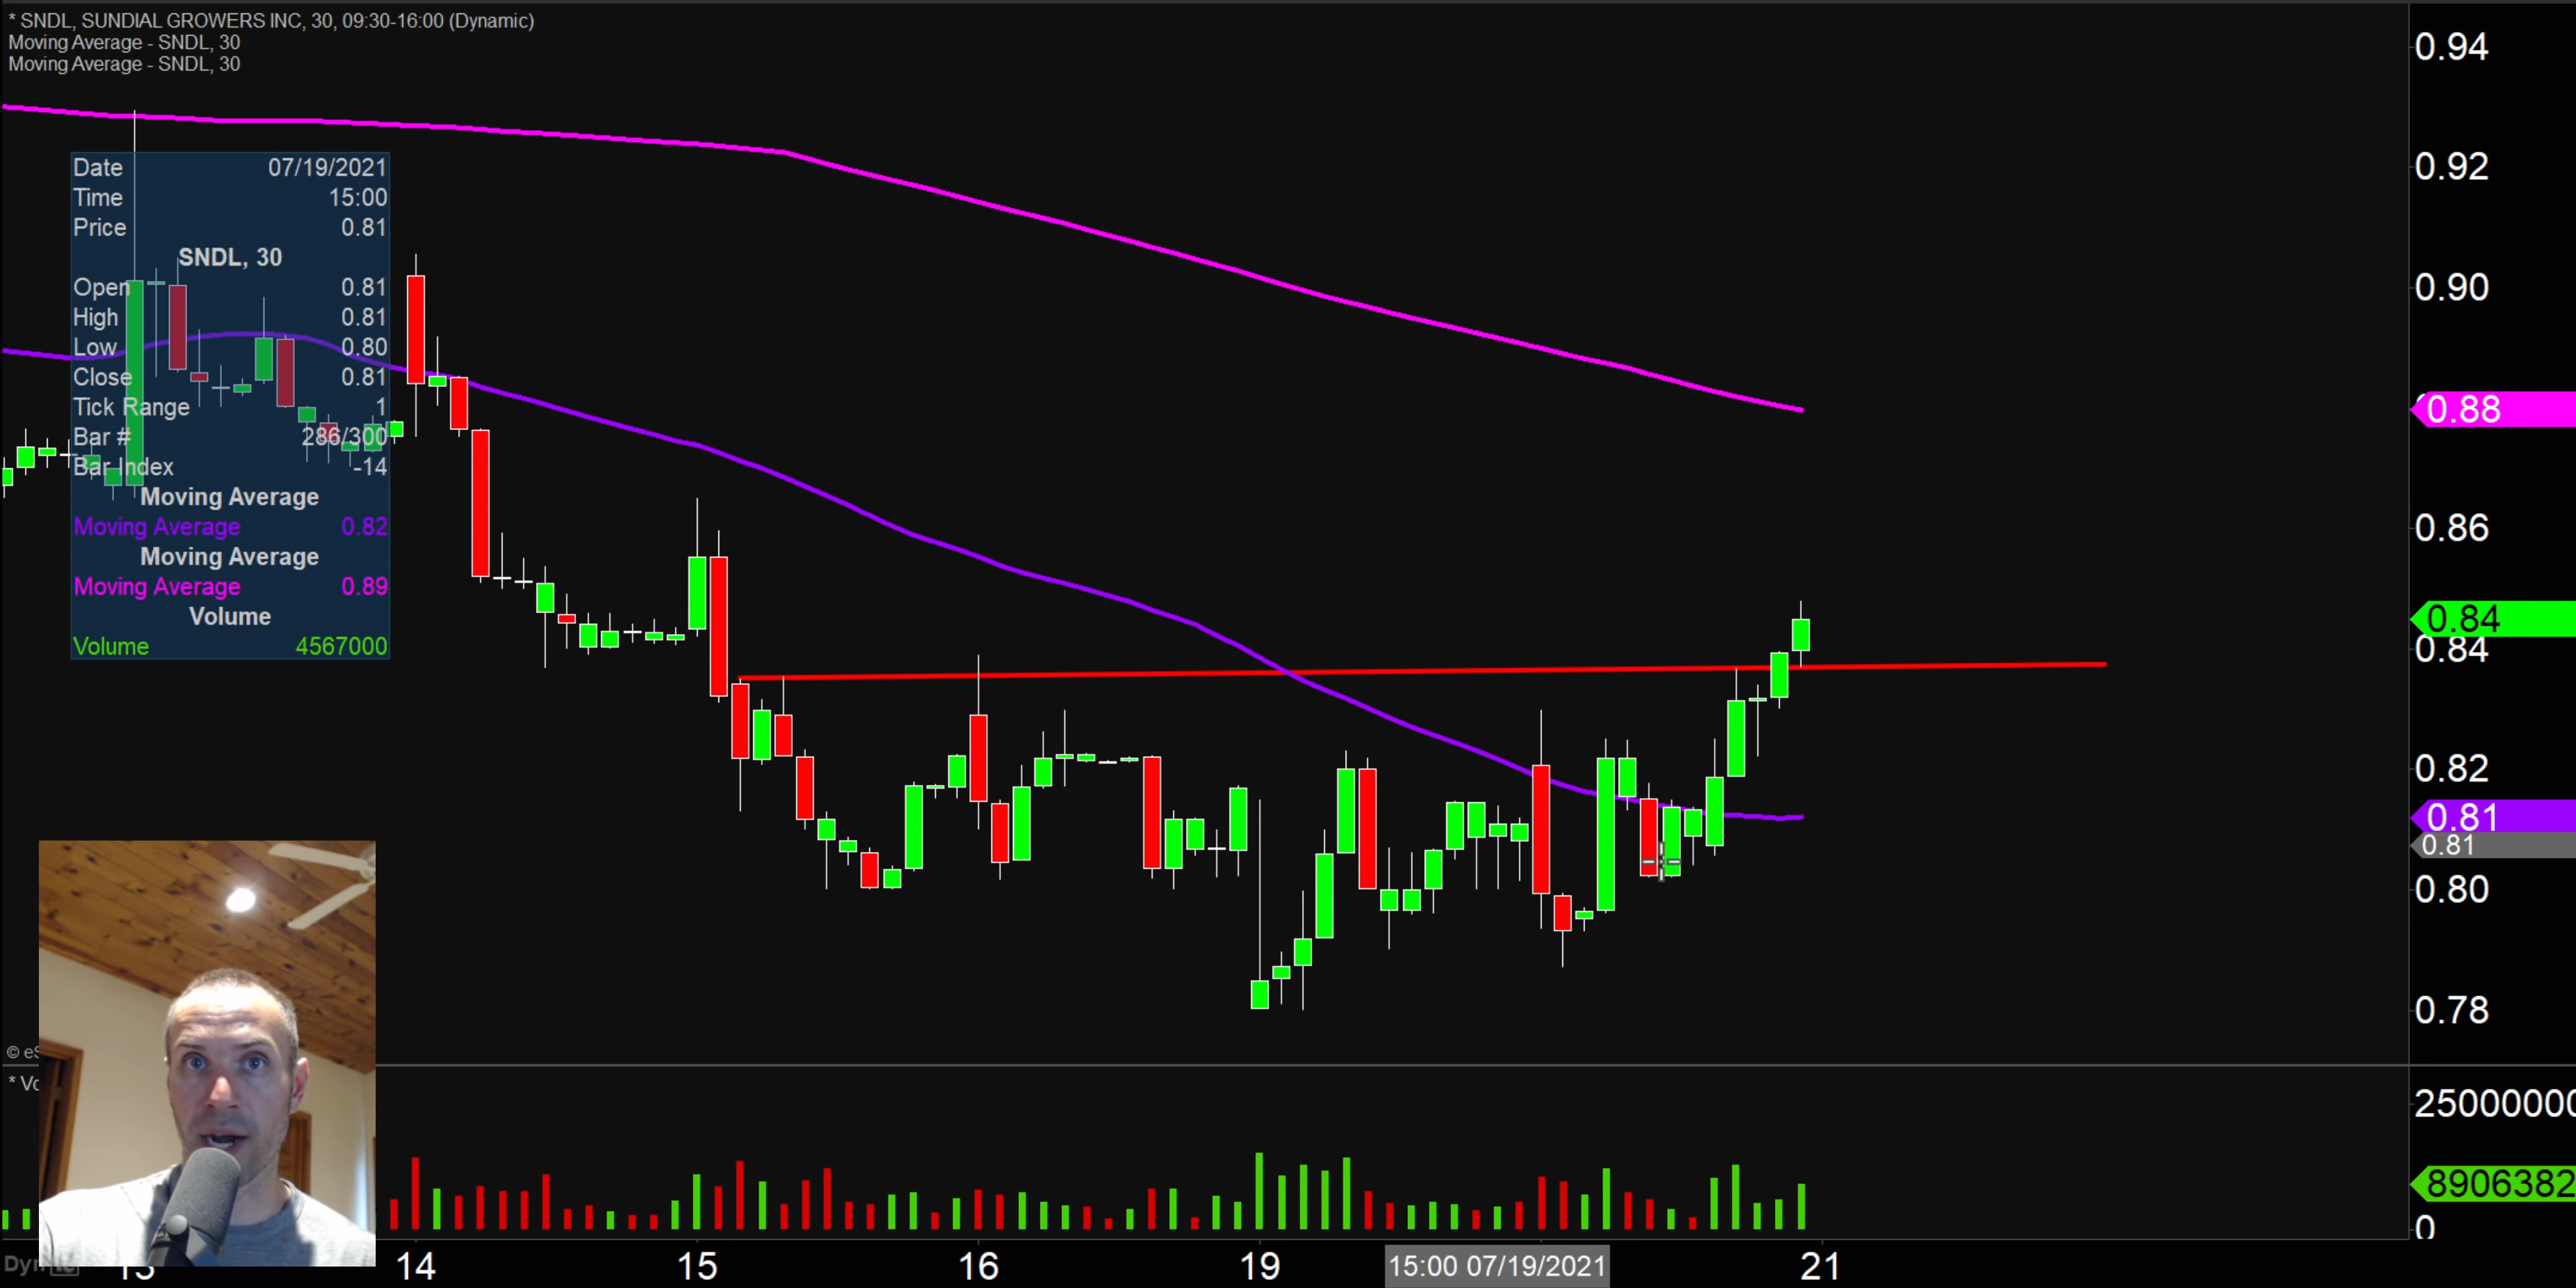 * SNDL, SUNDIAL GROWERS INC, 30, 09:30-16:00 (Dynamic)
Moving Average - SNDL, 30
Moving Average - SNDL, 30
Date 07/19/2021
Time 15:00
Price 0.81
SNDL, 30
Open 0.81
High 0.81
Low 0.80
Close 0.81
Tick Range 1
Bar # 286/300
Bar Index -14
Moving Average
Moving Average 0.82
Moving Average
Moving Average 0.89
Volume
Volume 4567000
0.94
0.92
0.90
0.88
0.86
0.84
0.84
0.82
0.81
0.81
0.80
0.78
© eS
* Vo
25000000
8906382
0
Dyn
14
15
16
19
15:00 07/19/2021
21